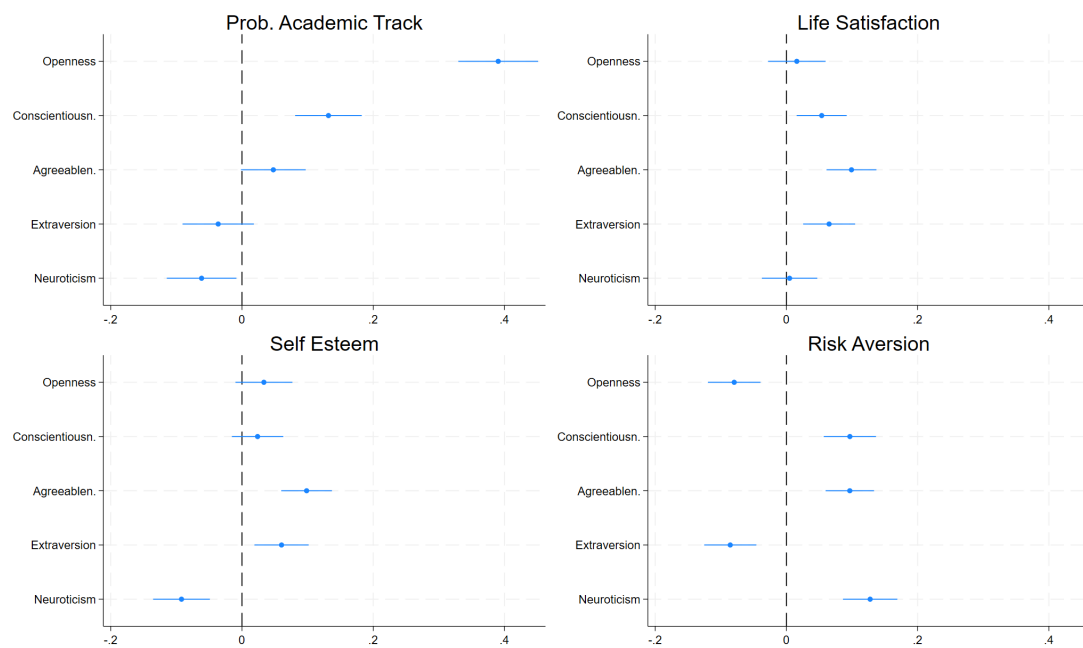 Prob. Academic Track
Openness
Conscientiousn.
Agreeablen.
Extraversion
Neuroticism
-.2 0 .2 .4
Life Satisfaction
Openness
Conscientiousn.
Agreeablen.
Extraversion
Neuroticism
-.2 0 .2 .4
Self Esteem
Openness
Conscientiousn.
Agreeablen.
Extraversion
Neuroticism
-.2 0 .2 .4
Risk Aversion
Openness
Conscientiousn.
Agreeablen.
Extraversion
Neuroticism
-.2 0 .2 .4